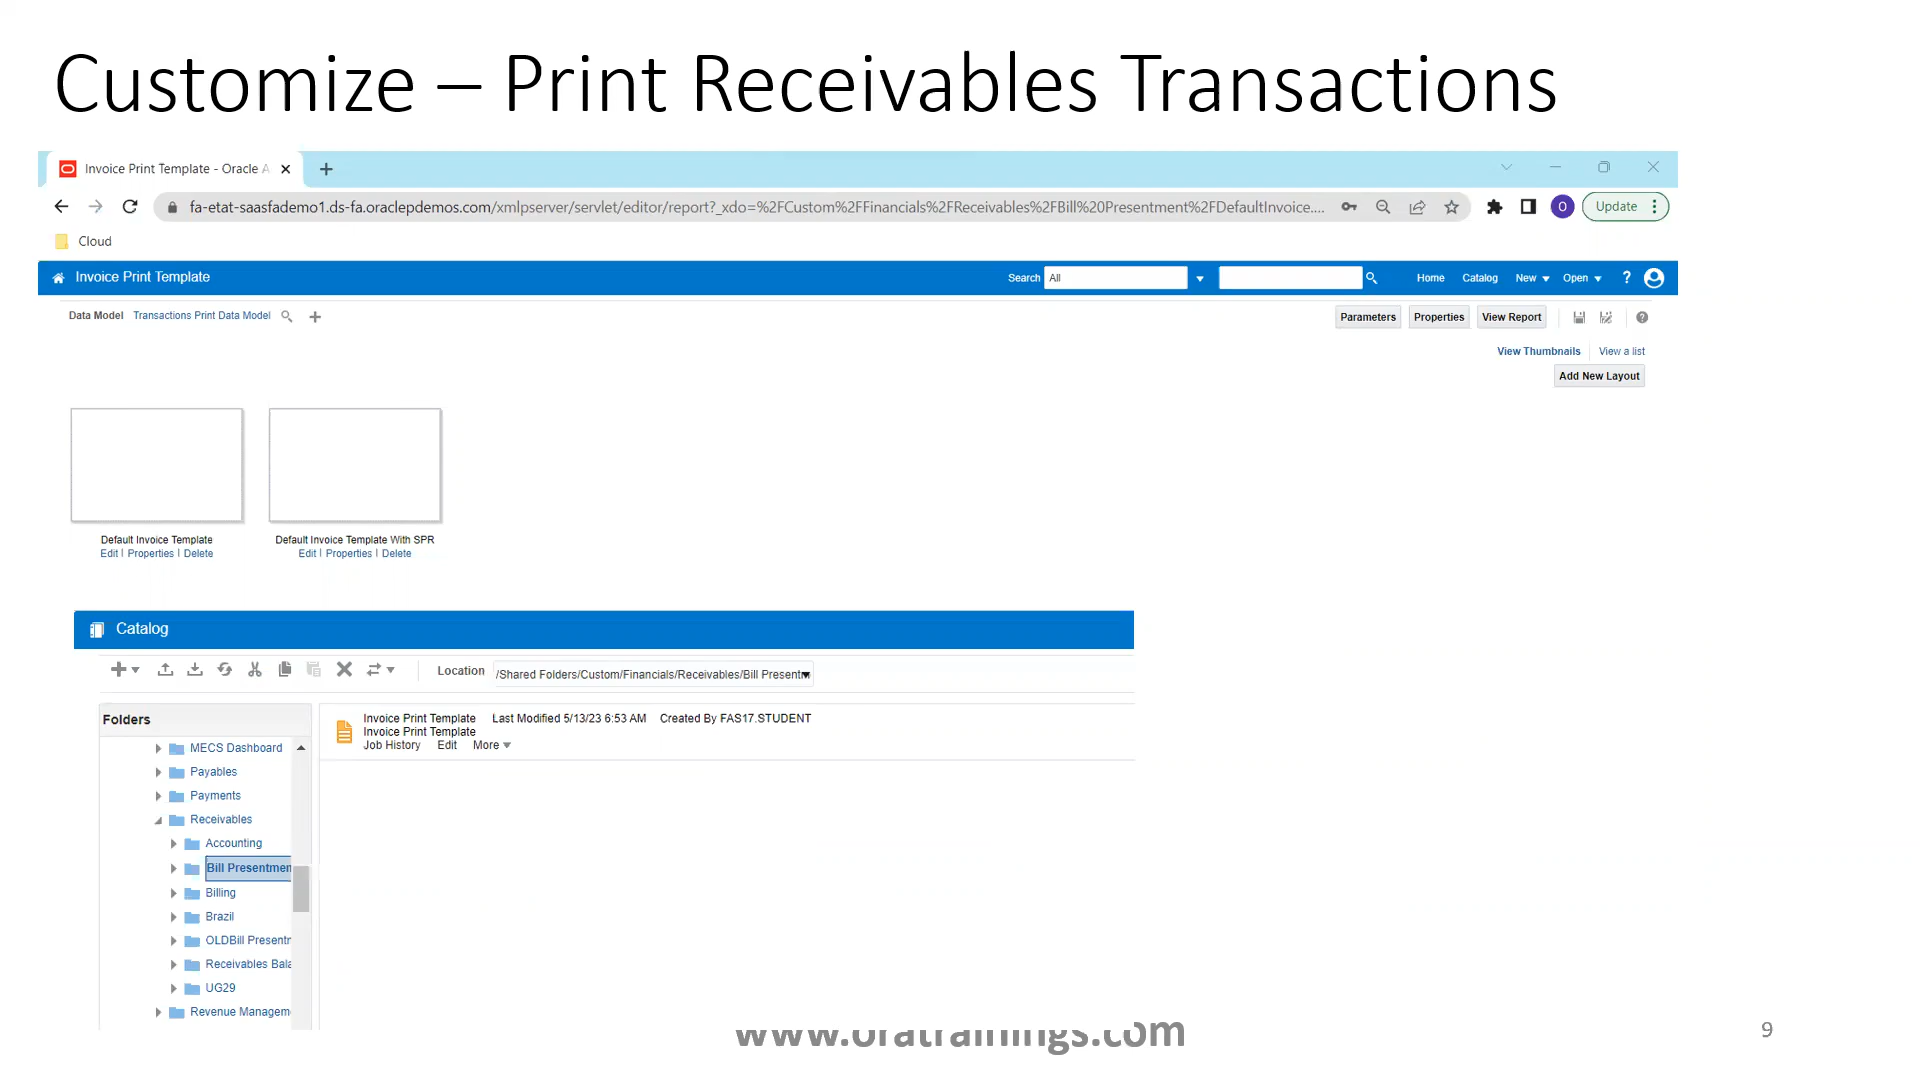 Customize – Print Receivables Transactions
Invoice Print Template - Oracle A
fa-etat-saasfademo1.ds-fa.oraclepdemos.com/xmlpserver/servlet/editor/report?_xdo=%2FCustom%2FFinancials%2FReceivables%2FBill%20Presentment%2FDefaultInvoice....
O
Update
Cloud
Invoice Print Template
Search All
Home Catalog New Open ?
Data Model Transactions Print Data Model
Parameters Properties View Report
View Thumbnails View a list
Add New Layout
Default Invoice Template
Edit | Properties | Delete
Default Invoice Template With SPR
Edit | Properties | Delete
Catalog
Location /Shared Folders/Custom/Financials/Receivables/Bill Presentm
Folders
MECS Dashboard
Payables
Payments
Receivables
Accounting
Bill Presentmen
Billing
Brazil
OLDBill Presentm
Receivables Bala
UG29
Revenue Managem
Invoice Print Template Last Modified 5/13/23 6:53 AM Created By FAS17.STUDENT
Invoice Print Template
Job History Edit More
www.oratrainings.com
9